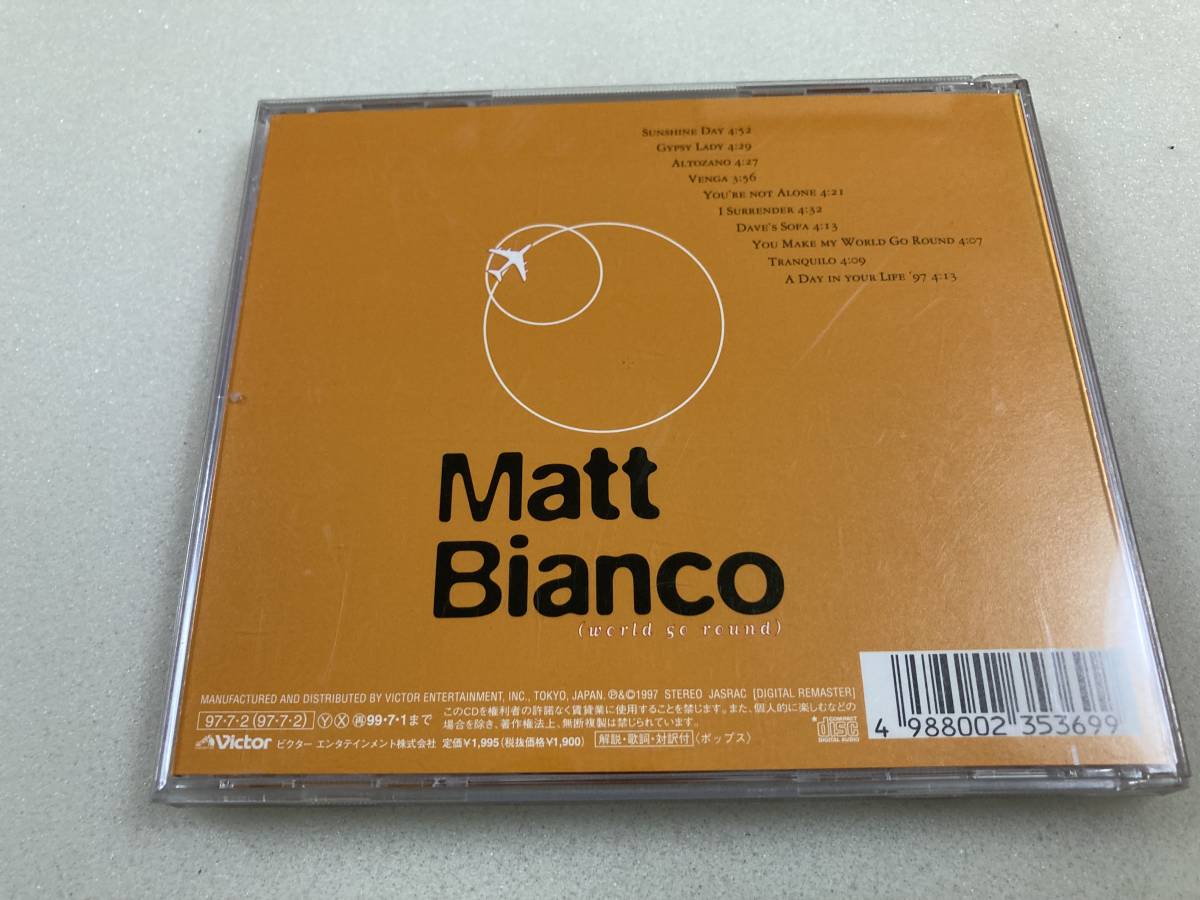 SUNSHINE DAY 4:52
GYPSY LADY 4:29
ALTOZANO 4:27
VENGA 3:56
YOU'RE NOT ALONE 4:21
I SURRENDER 4:32
DAVE'S SOFA 4:13
YOU MAKE MY WORLD GO ROUND 4:07
TRANQUILO 4:09
A DAY IN YOUR LIFE '97 4:13
Matt
Bianco
(world go round)
MANUFACTURED AND DISTRIBUTED BY VICTOR ENTERTAINMENT, INC., TOKYO, JAPAN. ℗&©1997 STEREO JASRAC [DIGITAL REMASTER]
97·7·2 (97·7·2) Ⓨ Ⓧ ㊢99·7·1まで
このCDを権利者の許諾なく賃貸業に使用することを禁じます。また、個人的に楽しむなどの
場合を除き、著作権法上、無断複製は禁じられています。
Victor ビクター エンタテインメント株式会社 定価¥1,995(税抜価格¥1,900) 解説・歌詞・対訳付 〈ポップス〉
COMPACT
disc
DIGITAL AUDIO
4 988002 353699